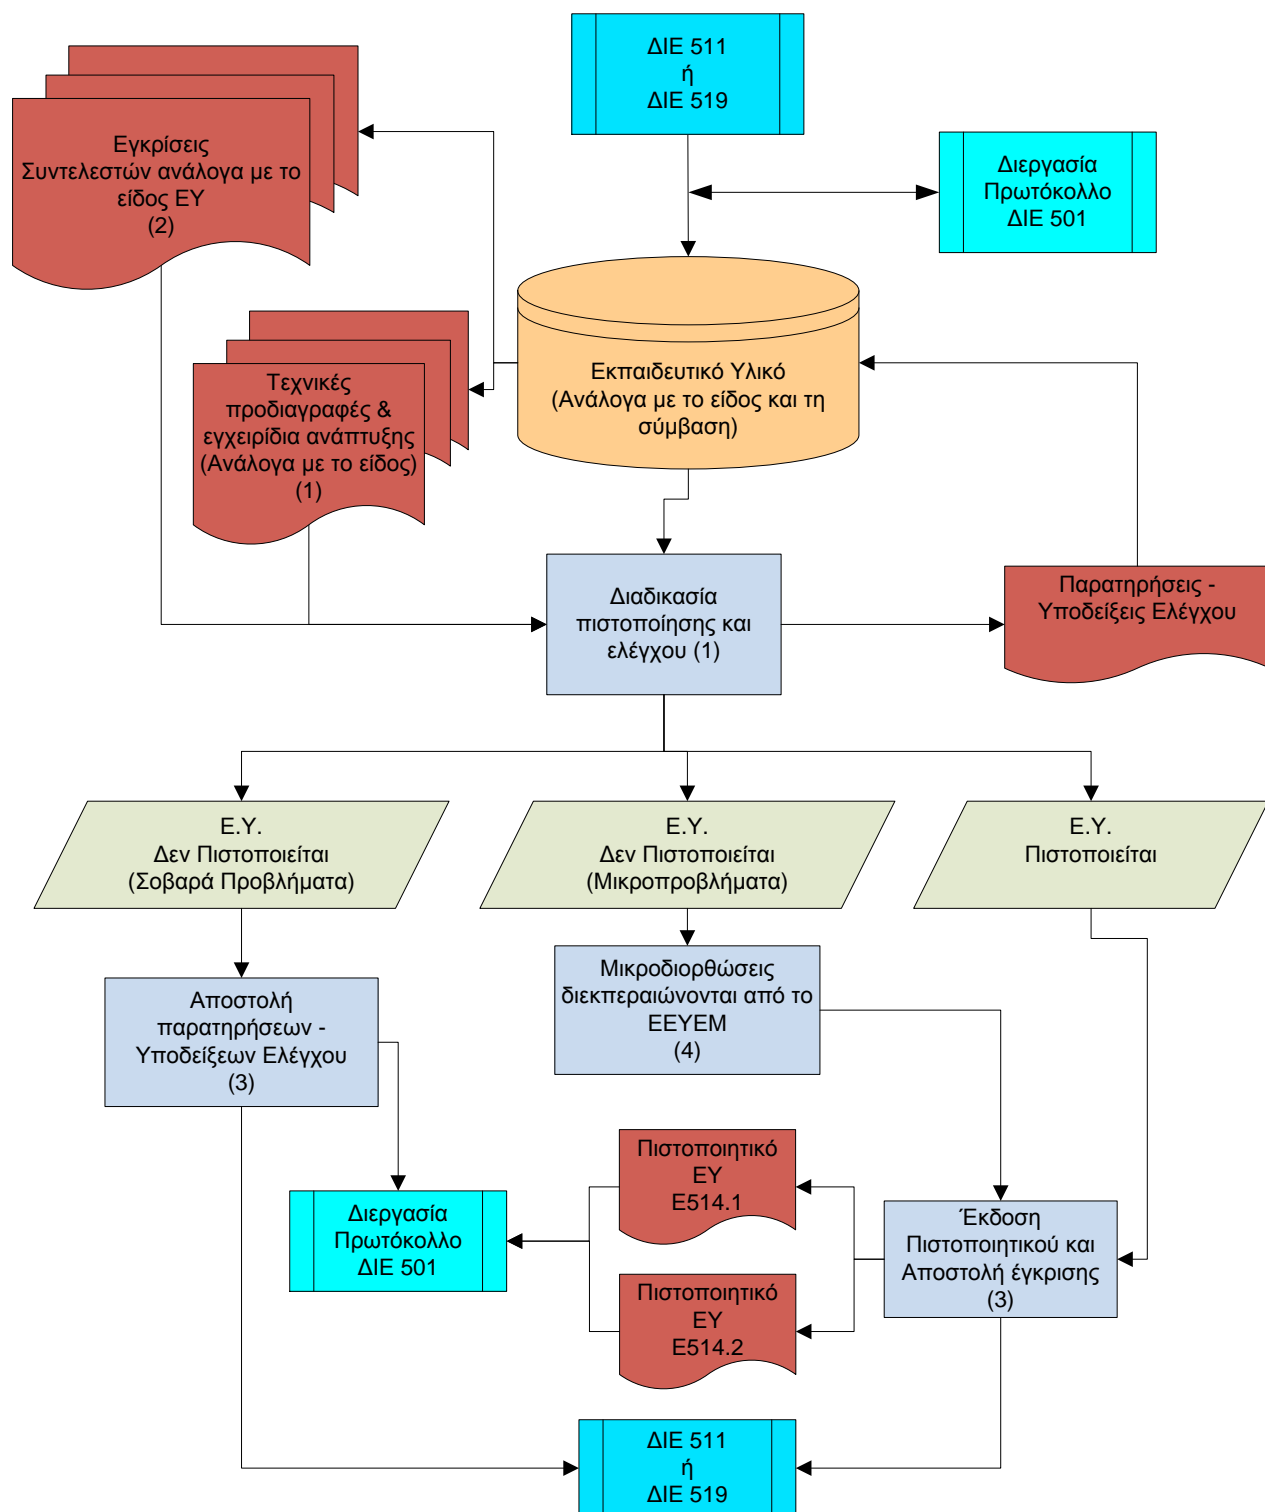 ΔΙΕ 511
ή
ΔΙΕ 519
Εγκρίσεις
Συντελεστών ανάλογα με το
είδος ΕΥ
(2)
Διεργασία
Πρωτόκολλο
ΔΙΕ 501
Τεχνικές
προδιαγραφές &
εγχειρίδια ανάπτυξης
(Ανάλογα με το είδος)
(1)
Εκπαιδευτικό Υλικό
(Ανάλογα με το είδος και τη
σύμβαση)
Διαδικασία
πιστοποίησης και
ελέγχου (1)
Παρατηρήσεις -
Υποδείξεις Ελέγχου
Ε.Υ.
Δεν Πιστοποιείται
(Σοβαρά Προβλήματα)
Ε.Υ.
Δεν Πιστοποιείται
(Μικροπροβλήματα)
Ε.Υ.
Πιστοποιείται
Αποστολή
παρατηρήσεων -
Υποδείξεων Ελέγχου
(3)
Μικροδιορθώσεις
διεκπεραιώνονται από το
ΕΕΥΕΜ
(4)
Πιστοποιητικό
ΕΥ
Ε514.1
Διεργασία
Πρωτόκολλο
ΔΙΕ 501
Έκδοση
Πιστοποιητικού και
Αποστολή έγκρισης
(3)
Πιστοποιητικό
ΕΥ
Ε514.2
ΔΙΕ 511
ή
ΔΙΕ 519